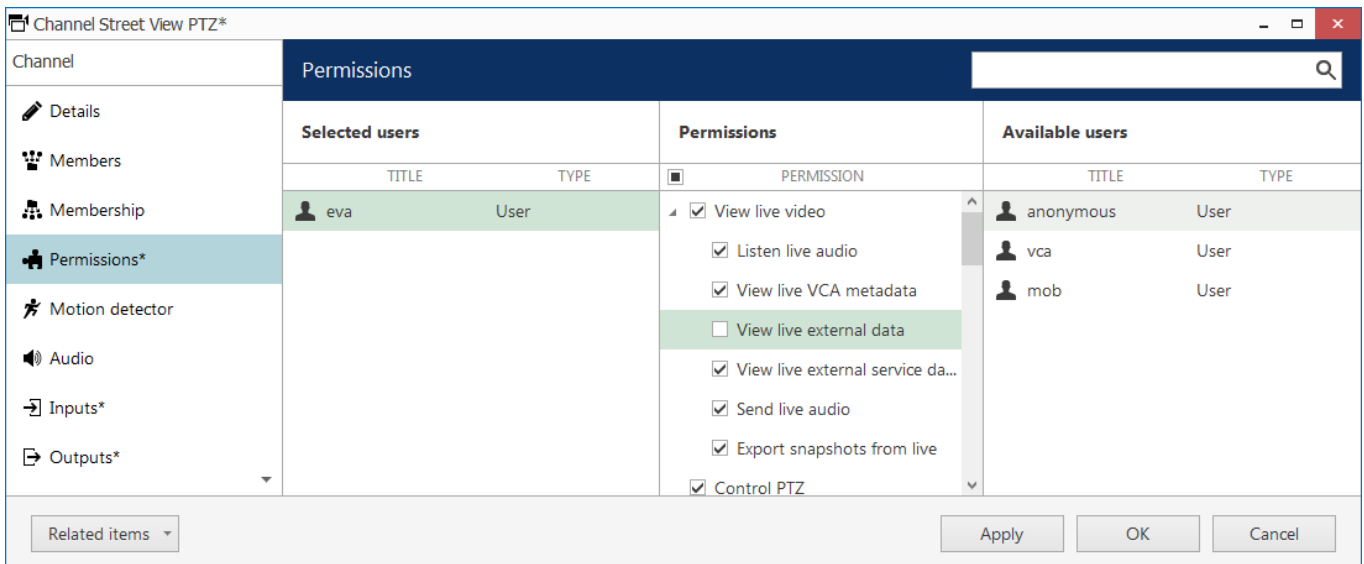 Channel Street View PTZ*
Channel
Details
Members
Membership
Permissions*
Motion detector
Audio
Inputs*
Outputs*
Permissions
Selected users
TITLE TYPE
eva User
Permissions
PERMISSION
View live video
Listen live audio
View live VCA metadata
View live external data
View live external service da...
Send live audio
Export snapshots from live
Control PTZ
Available users
TITLE TYPE
anonymous User
vca User
mob User
Related items
Apply
OK
Cancel